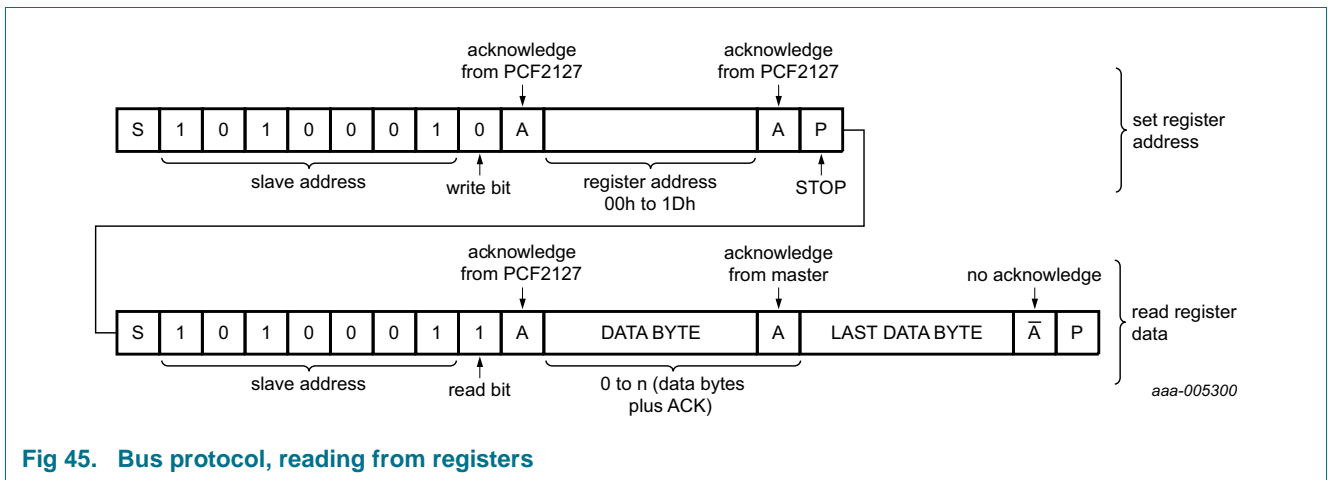 acknowledge
from PCF2127
acknowledge
from PCF2127
S 1 0 1 0 0 0 1 0 A A P
set register
address
slave address
write bit
register address
00h to 1Dh
STOP
acknowledge
from PCF2127
acknowledge
from master
no acknowledge
S 1 0 1 0 0 0 1 1 A DATA BYTE A LAST DATA BYTE A̅ P
read register
data
slave address
read bit
0 to n (data bytes
plus ACK)
aaa-005300
Fig 45. Bus protocol, reading from registers